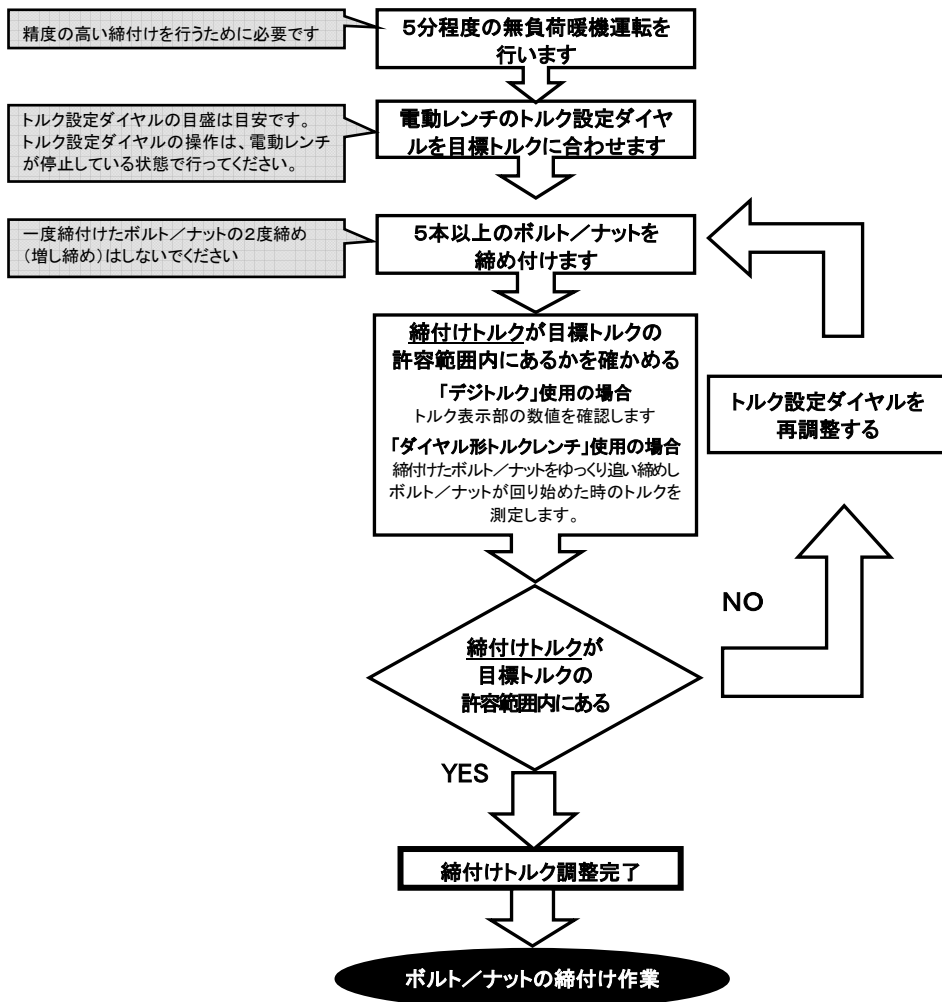 精度の高い締付けを行うために必要です
5分程度の無負荷暖機運転を
行います
トルク設定ダイヤルの目盛は目安です。
トルク設定ダイヤルの操作は、電動レンチ
が停止している状態で行ってください。
電動レンチのトルク設定ダイヤ
ルを目標トルクに合わせます
一度締付けたボルト／ナットの2度締め
（増し締め）はしないでください
5本以上のボルト／ナットを
締め付けます
締付けトルクが目標トルクの
許容範囲内にあるかを確かめる
「デジトルク」使用の場合
トルク表示部の数値を確認します
「ダイヤル形トルクレンチ」使用の場合
締付けたボルト／ナットをゆっくり追い締めし
ボルト／ナットが回り始めた時のトルクを
測定します。
トルク設定ダイヤルを
再調整する
NO
締付けトルクが
目標トルクの
許容範囲内にある
YES
締付けトルク調整完了
ボルト／ナットの締付け作業